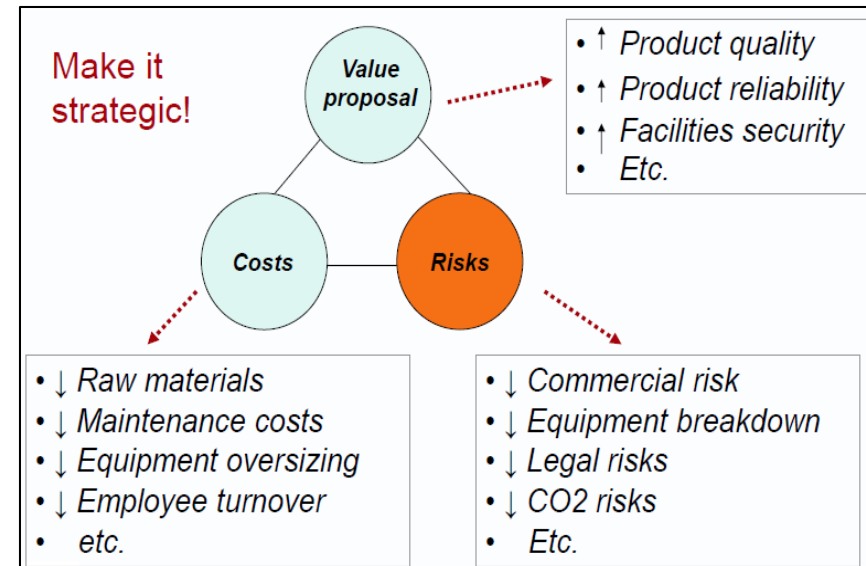 Make it
strategic!
Value
proposal
• ↑ Product quality
• ↑ Product reliability
• ↑ Facilities security
• Etc.
Costs
Risks
• ↓ Raw materials
• ↓ Maintenance costs
• ↓ Equipment oversizing
• ↓ Employee turnover
• etc.
• ↓ Commercial risk
• ↓ Equipment breakdown
• ↓ Legal risks
• ↓ CO2 risks
• Etc.